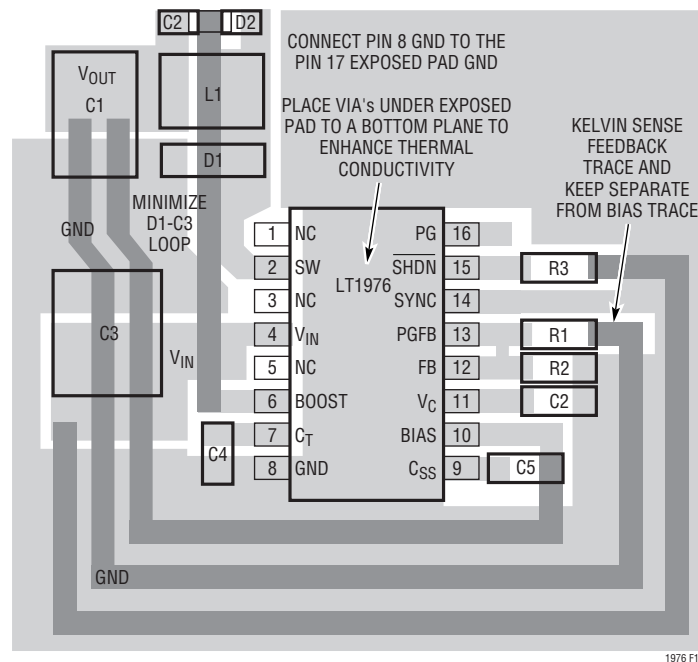 C2 D2
CONNECT PIN 8 GND TO THE
PIN 17 EXPOSED PAD GND
VOUT
C1
L1
PLACE VIA's UNDER EXPOSED
PAD TO A BOTTOM PLANE TO
ENHANCE THERMAL
CONDUCTIVITY
KELVIN SENSE
FEEDBACK
TRACE AND
KEEP SEPARATE
FROM BIAS TRACE
D1
MINIMIZE
D1-C3
LOOP
GND
C3
VIN
LT1976
1 NC
2 SW
3 NC
4 VIN
5 NC
6 BOOST
7 CT
8 GND
PG 16
SHDN 15
SYNC 14
PGFB 13
FB 12
VC 11
BIAS 10
CSS 9
R3
R1
R2
C2
C4
C5
GND